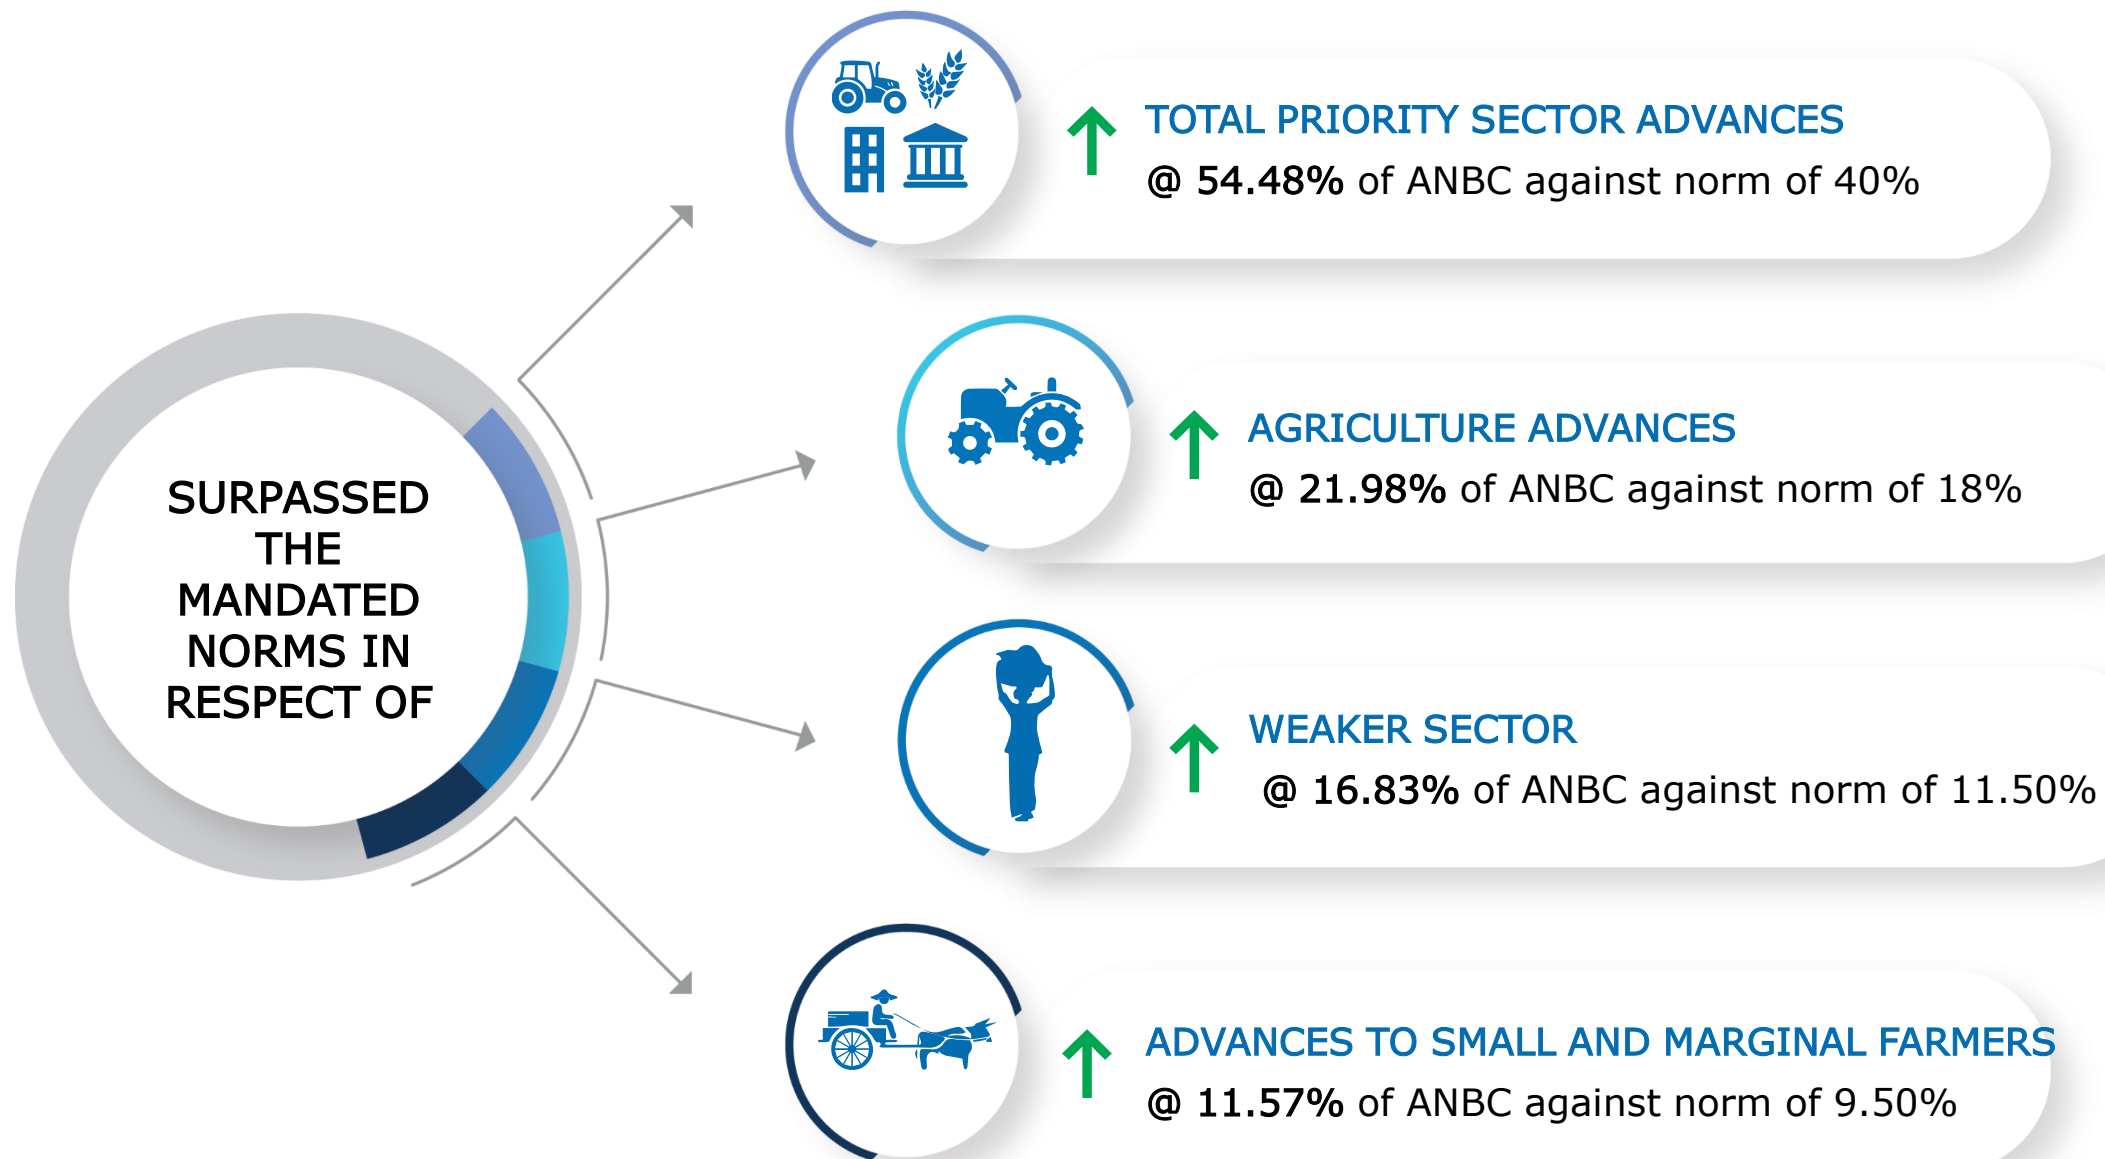 SURPASSED
THE
MANDATED
NORMS IN
RESPECT OF
TOTAL PRIORITY SECTOR ADVANCES
@ 54.48% of ANBC against norm of 40%
AGRICULTURE ADVANCES
@ 21.98% of ANBC against norm of 18%
WEAKER SECTOR
@ 16.83% of ANBC against norm of 11.50%
ADVANCES TO SMALL AND MARGINAL FARMERS
@ 11.57% of ANBC against norm of 9.50%